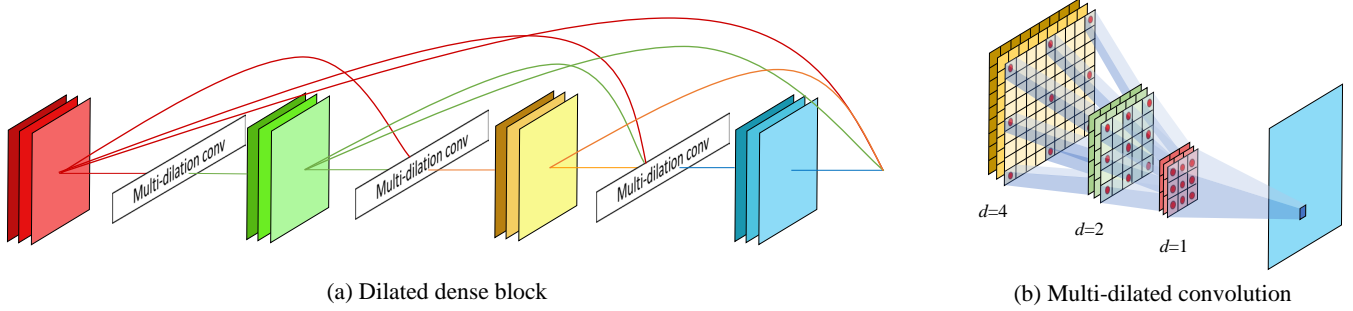 Multi-dilation conv
Multi-dilation conv
Multi-dilation conv
(a) Dilated dense block
d=4
d=2
d=1
(b) Multi-dilated convolution